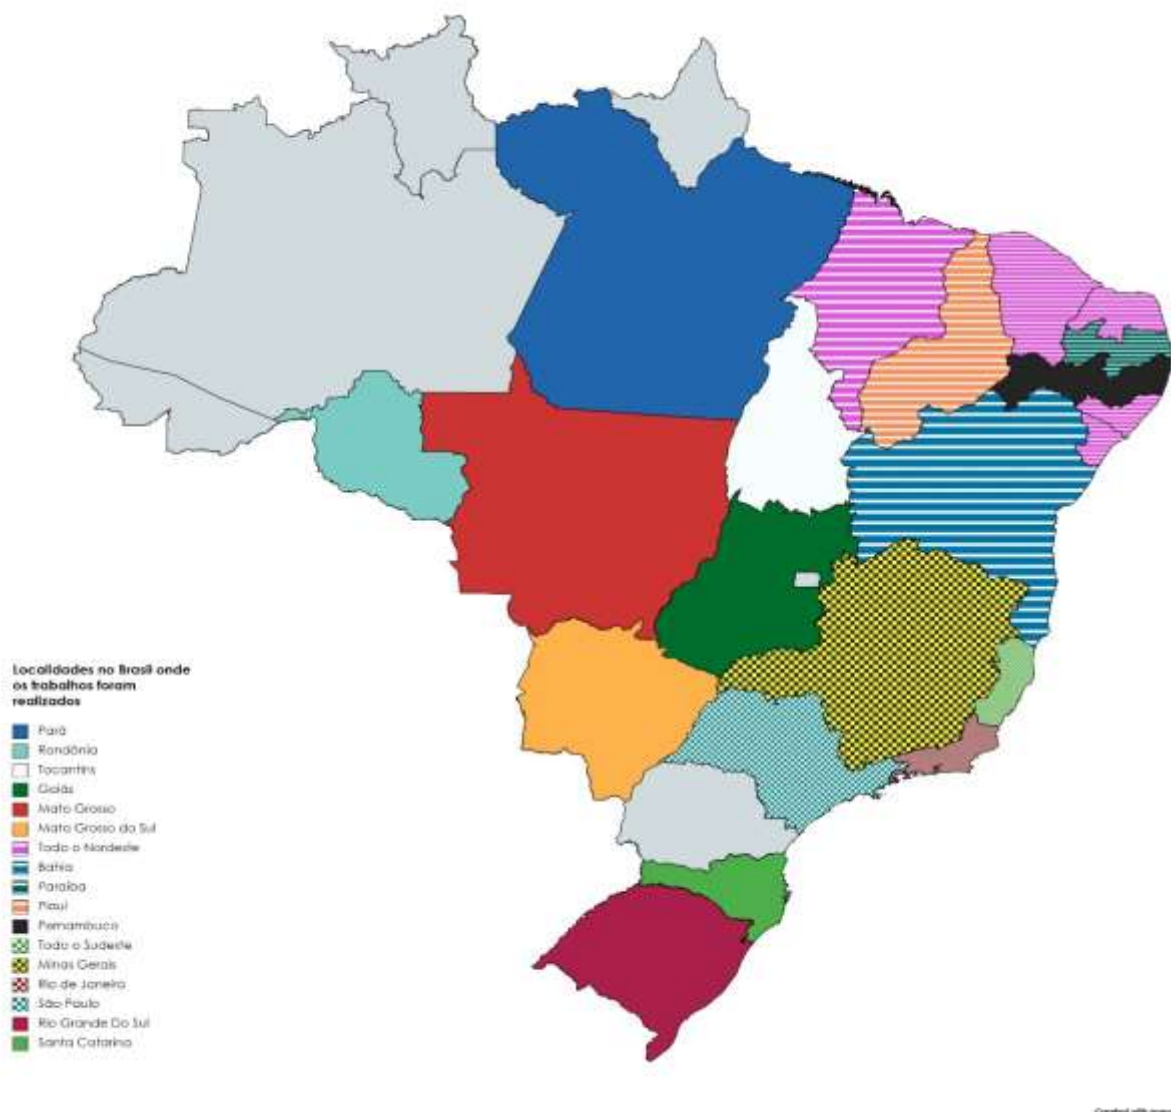 Localidades no Brasil onde
os trabalhos foram
realizados
Pará
Rondônia
Tocantins
Goiás
Mato Grosso
Mato Grosso do Sul
Todo o Nordeste
Bahia
Paraíba
Piauí
Pernambuco
Todo o Sudeste
Minas Gerais
Rio de Janeiro
São Paulo
Rio Grande Do Sul
Santa Catarina
Created with